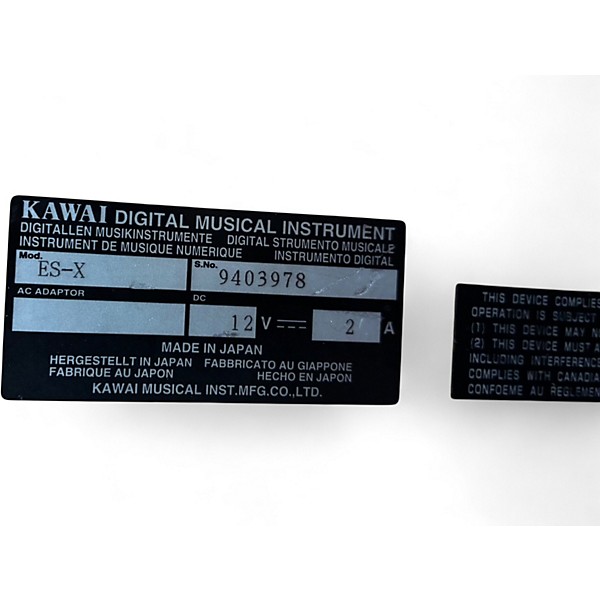 KAWAI DIGITAL MUSICAL INSTRUMENT
DIGITALLEN MUSIKINSTRUMENTE DIGITAL STRUMENTO MUSICALE
INSTRUMENT DE MUSIQUE NUMERIQUE INSTRUMENTO DIGITAL
Mod. ES-X S.No. 9403978
AC ADAPTOR DC 12 V 2 A
MADE IN JAPAN
HERGESTELLT IN JAPAN FABBRICATO AU GIAPPONE
FABRIQUE AU JAPON HECHO EN JAPON
KAWAI MUSICAL INST.MFG.CO.,LTD.
THIS DEVICE COMPLIES
OPERATION IS SUBJECT
(1) THIS DEVICE MAY
(2) THIS DEVICE MUST
INCLUDING INTERFERENCE
COMPLIES WITH CANADIA
CONFOEME AU REGLEMEN